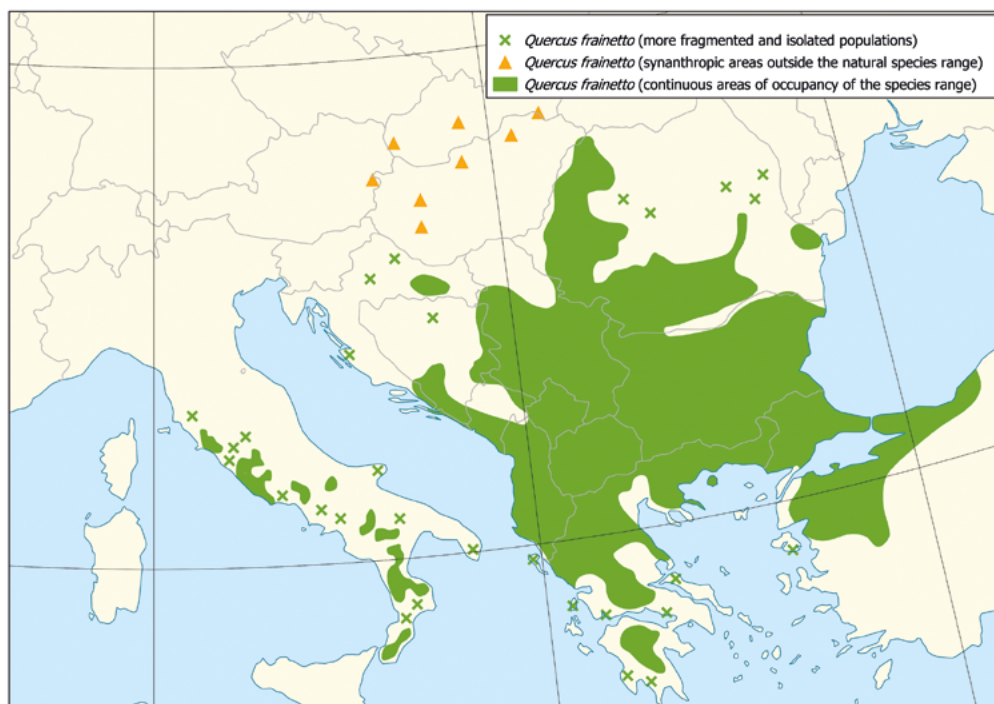 Quercus frainetto (more fragmented and isolated populations)
Quercus frainetto (synanthropic areas outside the natural species range)
Quercus frainetto (continuous areas of occupancy of the species range)